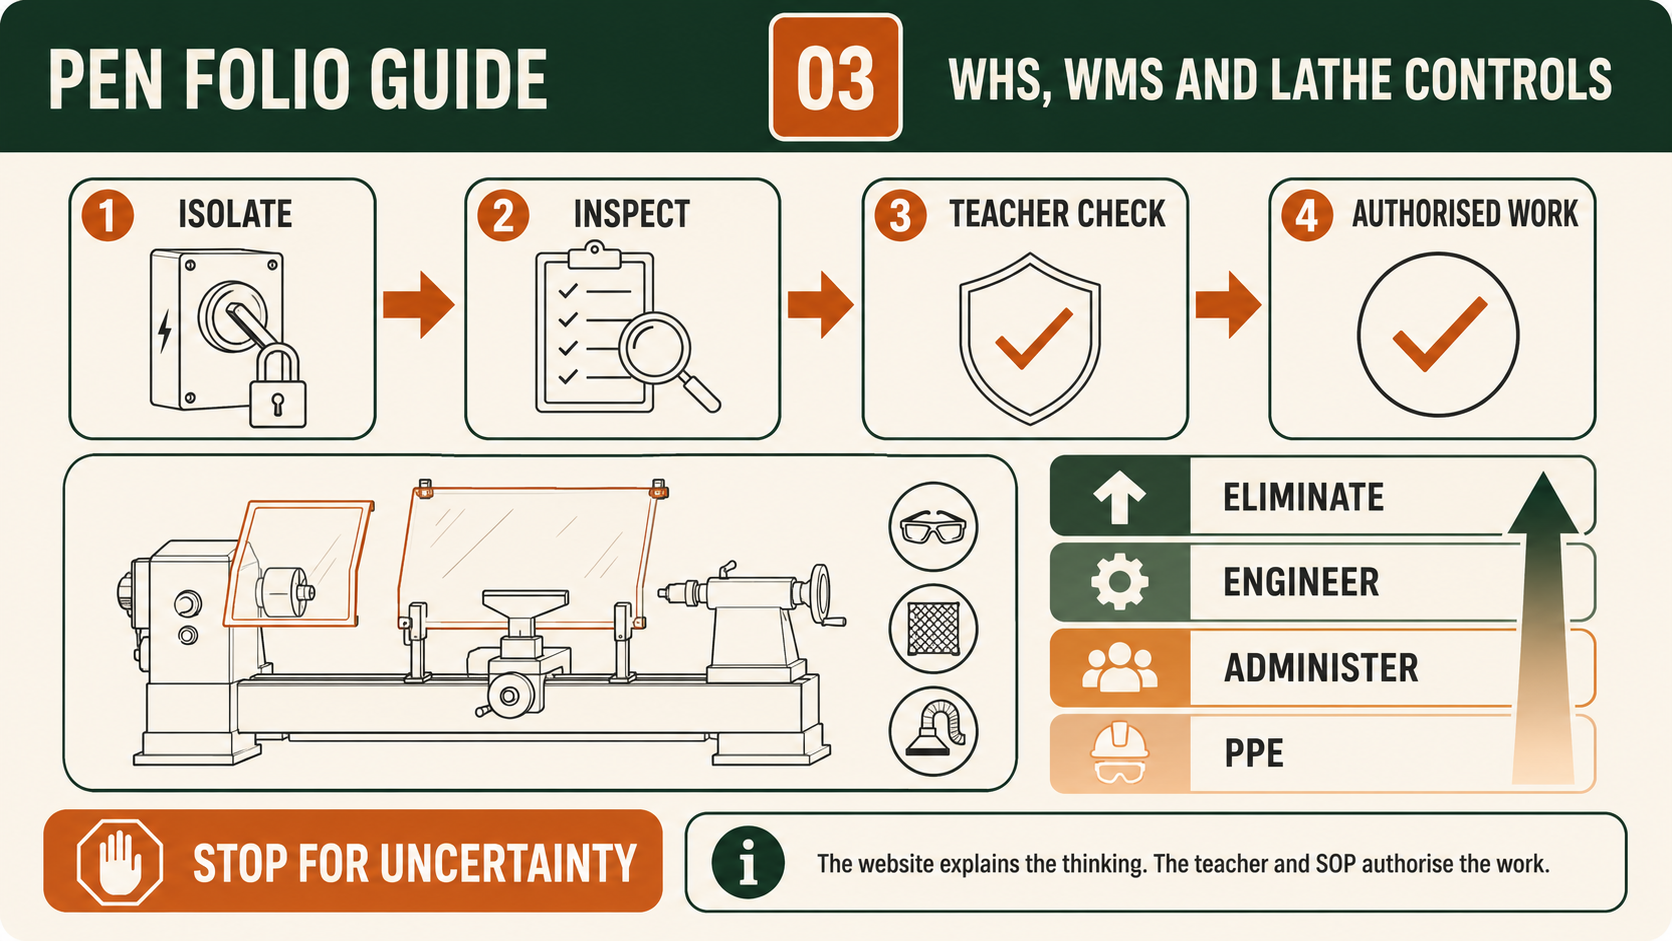 PEN FOLIO GUIDE
03
WHS, WMS AND LATHE CONTROLS
1 ISOLATE
2 INSPECT
3 TEACHER CHECK
4 AUTHORISED WORK
ELIMINATE
ENGINEER
ADMINISTER
PPE
STOP FOR UNCERTAINTY
i
The website explains the thinking. The teacher and SOP authorise the work.